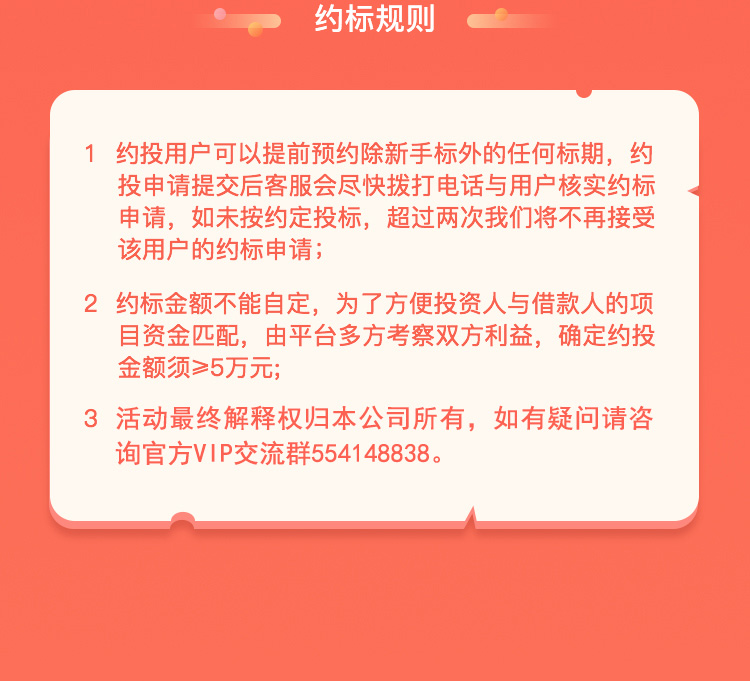 约标规则
1 约投用户可以提前预约除新手标外的任何标期，约
投申请提交后客服会尽快拨打电话与用户核实约标
申请，如未按约定投标，超过两次我们将不再接受
该用户的约标申请；
2 约标金额不能自定，为了方便投资人与借款人的项
目资金匹配，由平台多方考察双方利益，确定约投
金额须≥5万元;
3 活动最终解释权归本公司所有，如有疑问请咨
询官方VIP交流群554148838。